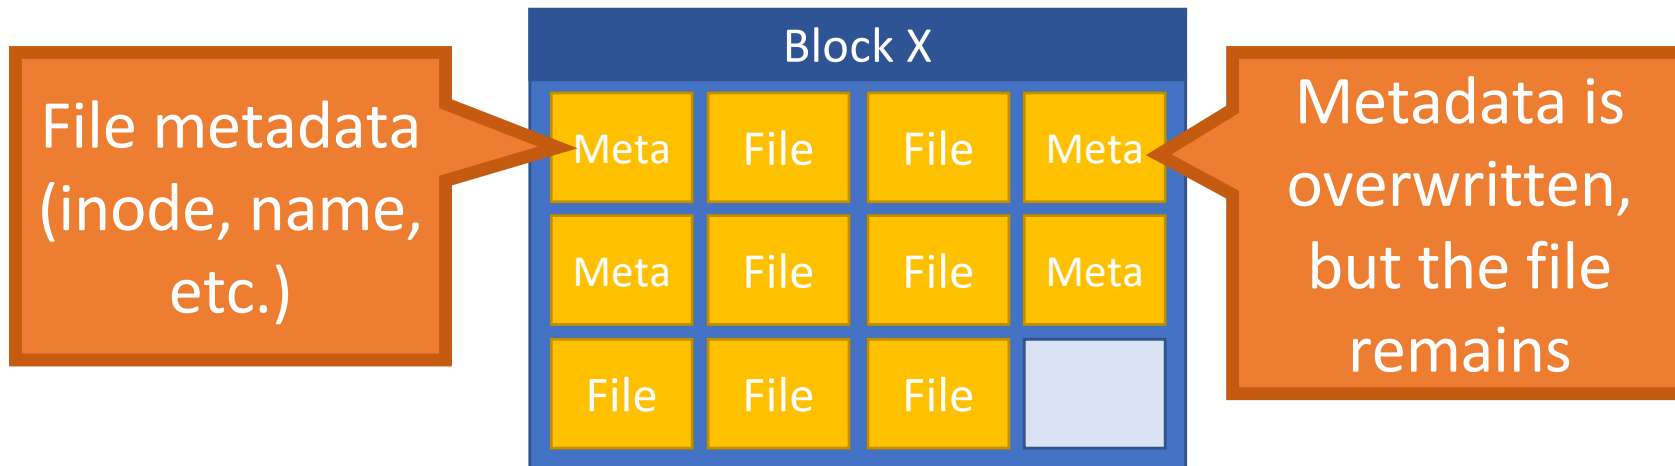 Block X
File metadata
(inode, name,
etc.)
Meta File File Meta
Meta File File Meta
File File File
Metadata is
overwritten,
but the file
remains